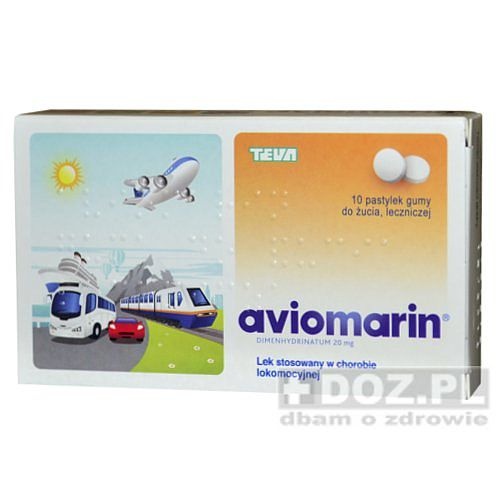 TEVA
10 pastylek gumy
do żucia, leczniczej
aviomarin®
DIMENHYDRINATUM 20 mg
Lek stosowany w chorobie
lokomocyjnej
DOZ.PL
dbam o zdrowie